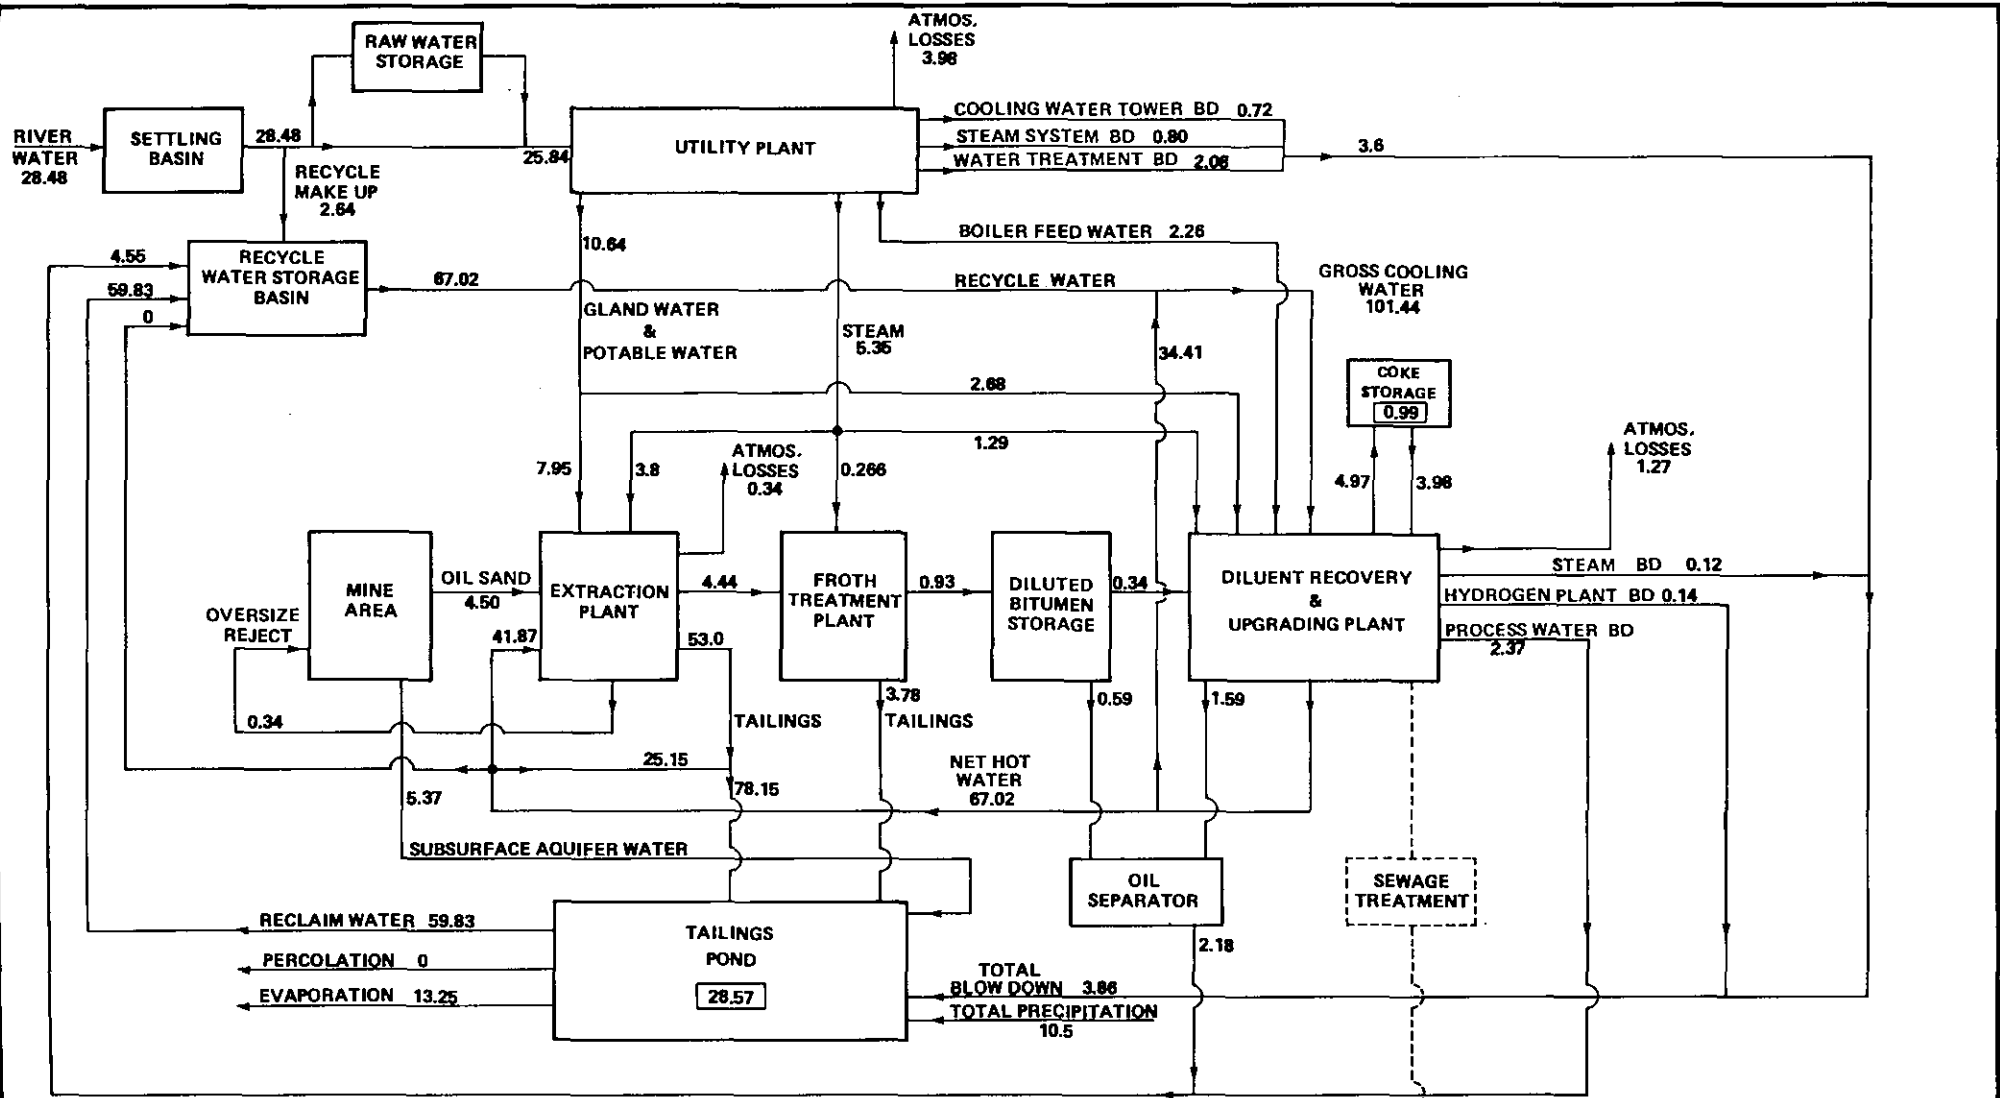 RAW WATER
STORAGE
ATMOS.
LOSSES
3.98
RIVER
WATER
28.48
SETTLING
BASIN
28.48
25.84
UTILITY PLANT
COOLING WATER TOWER BD 0.72
STEAM SYSTEM BD 0.80
WATER TREATMENT BD 2.06
3.6
RECYCLE
MAKE UP
2.64
10.64
BOILER FEED WATER 2.26
4.55
59.83
0
RECYCLE
WATER STORAGE
BASIN
67.02
RECYCLE WATER
GROSS COOLING
WATER
101.44
GLAND WATER
&
POTABLE WATER
STEAM
5.35
34.41
2.68
COKE
STORAGE
0.99
1.29
ATMOS.
LOSSES
0.34
ATMOS.
LOSSES
1.27
7.95
3.8
0.266
4.97
3.98
MINE
AREA
OIL SAND
4.50
EXTRACTION
PLANT
4.44
FROTH
TREATMENT
PLANT
0.93
DILUTED
BITUMEN
STORAGE
0.34
DILUENT RECOVERY
&
UPGRADING PLANT
STEAM BD 0.12
HYDROGEN PLANT BD 0.14
PROCESS WATER BD
2.37
OVERSIZE
REJECT
41.87
53.0
0.34
TAILINGS
3.78
TAILINGS
0.59
1.59
25.15
78.15
NET HOT
WATER
67.02
5.37
SUBSURFACE AQUIFER WATER
OIL
SEPARATOR
SEWAGE
TREATMENT
RECLAIM WATER 59.83
PERCOLATION 0
EVAPORATION 13.25
TAILINGS
POND
28.57
2.18
TOTAL
BLOW DOWN 3.86
TOTAL PRECIPITATION
10.5